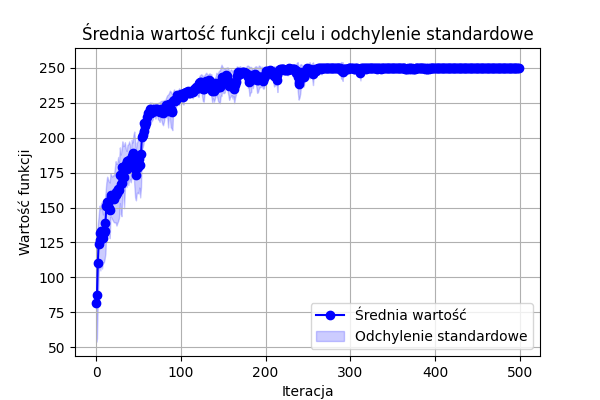 Średnia wartość funkcji celu i odchylenie standardowe
Wartość funkcji
250
225
200
175
150
125
100
75
50
Średnia wartość
Odchylenie standardowe
0 100 200 300 400 500
Iteracja